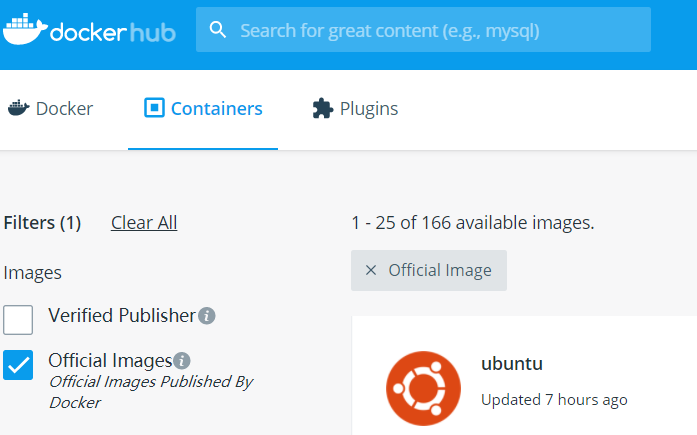 dockerhub
Search for great content (e.g., mysql)
Docker
Containers
Plugins
Filters (1)
Clear All
1 - 25 of 166 available images.
Official Image
Images
Verified Publisher
Official Images
Official Images Published By
Docker
ubuntu
Updated 7 hours ago